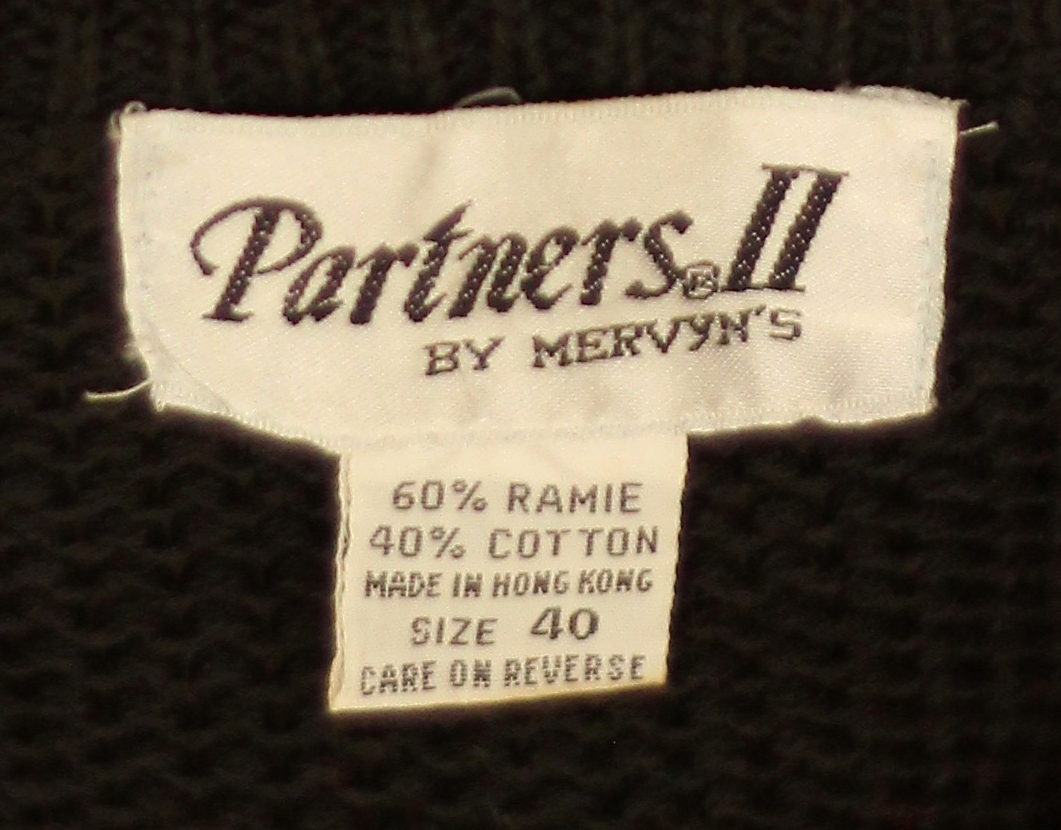 Partners® II
BY MERVYN'S
60% RAMIE
40% COTTON
MADE IN HONG KONG
SIZE 40
CARE ON REVERSE